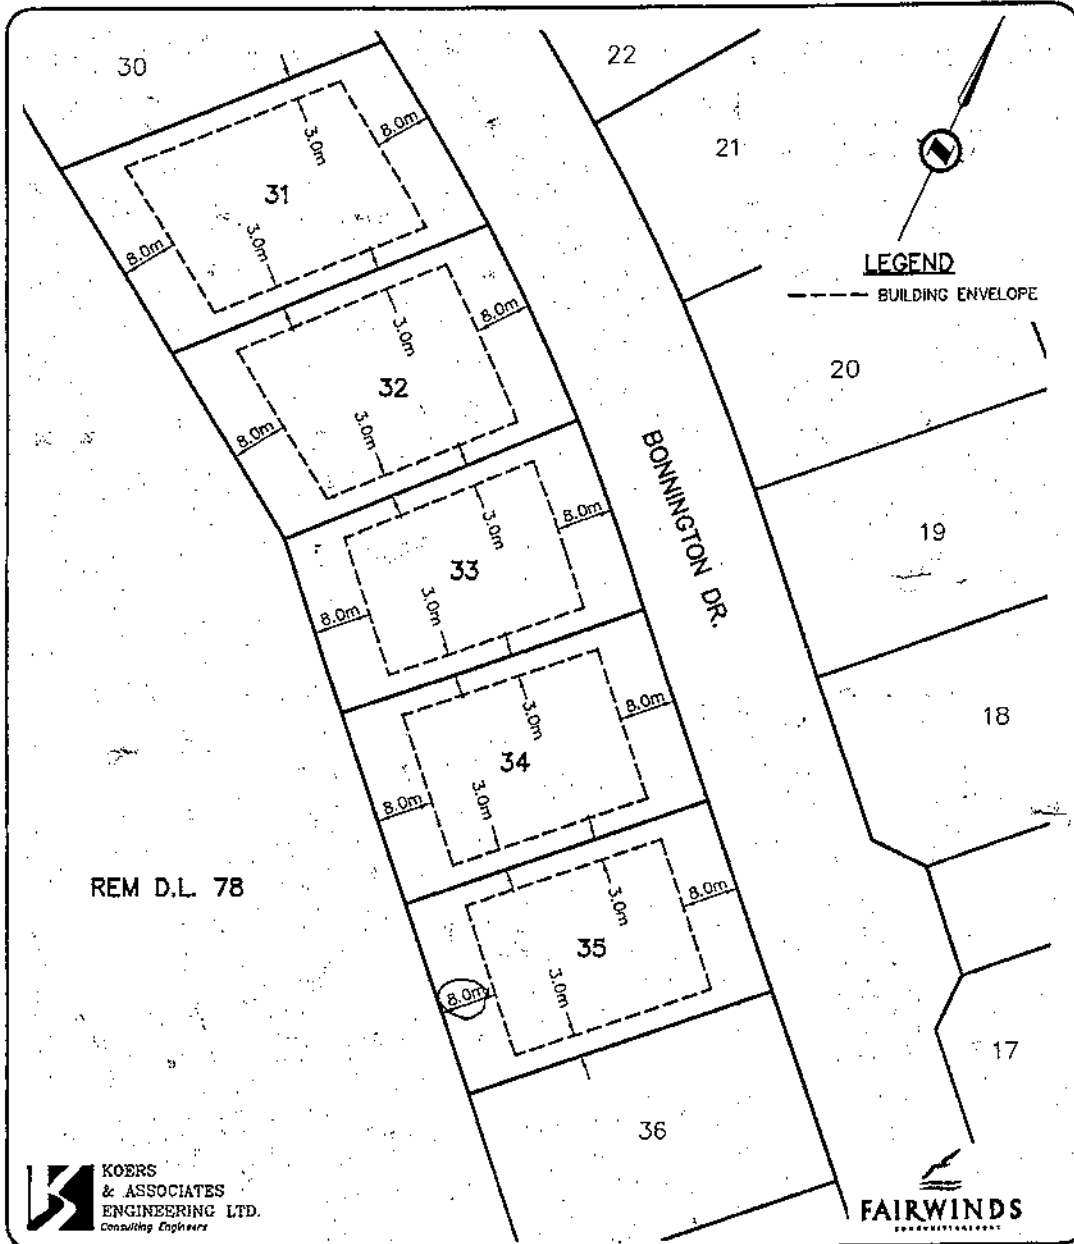 30
22
21
8.0m
3.0m
31
3.0m
8.0m
LEGEND
BUILDING ENVELOPE
8.0m
3.0m
32
20
3.0m
8.0m
BONNINGTON DR.
8.0m
3.0m
33
19
3.0m
8.0m
8.0m
3.0m
34
18
3.0m
8.0m
REM D.L. 78
8.0m
3.0m
35
3.0m
8.0m
17
36
KOERS
& ASSOCIATES
ENGINEERING LTD.
Consulting Engineers
FAIRWINDS